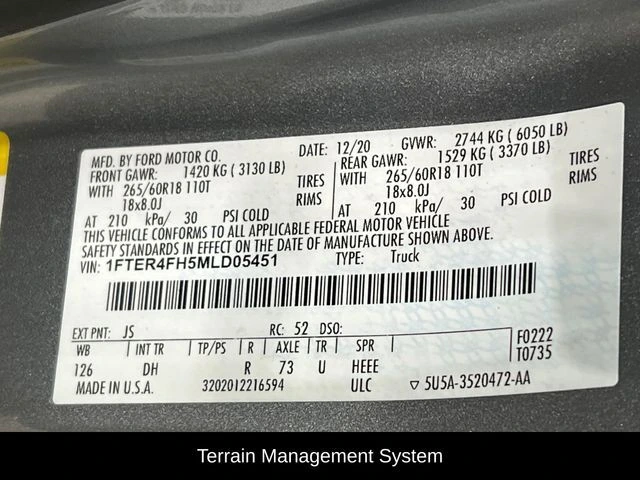 MFD. BY FORD MOTOR CO.
DATE: 12/20 GVWR: 2744 KG ( 6050 LB)
FRONT GAWR: 1420 KG ( 3130 LB)
REAR GAWR: 1529 KG ( 3370 LB)
WITH 265/60R18 110T TIRES
WITH 265/60R18 110T TIRES
18x8.0J RIMS
18x8.0J RIMS
AT 210 kPa/ 30 PSI COLD
AT 210 kPa/ 30 PSI COLD
THIS VEHICLE CONFORMS TO ALL APPLICABLE FEDERAL MOTOR VEHICLE
SAFETY STANDARDS IN EFFECT ON THE DATE OF MANUFACTURE SHOWN ABOVE.
VIN: 1FTER4FH5MLD05451 TYPE: Truck
EXT PNT: JS RC: 52 DSO:
WB INT TR TP/PS R AXLE TR SPR
126 DH R 73 U HEEE
F0222
T0735
MADE IN U.S.A. 3202012216594 ULC ▽ 5U5A-3520472-AA
Terrain Management System